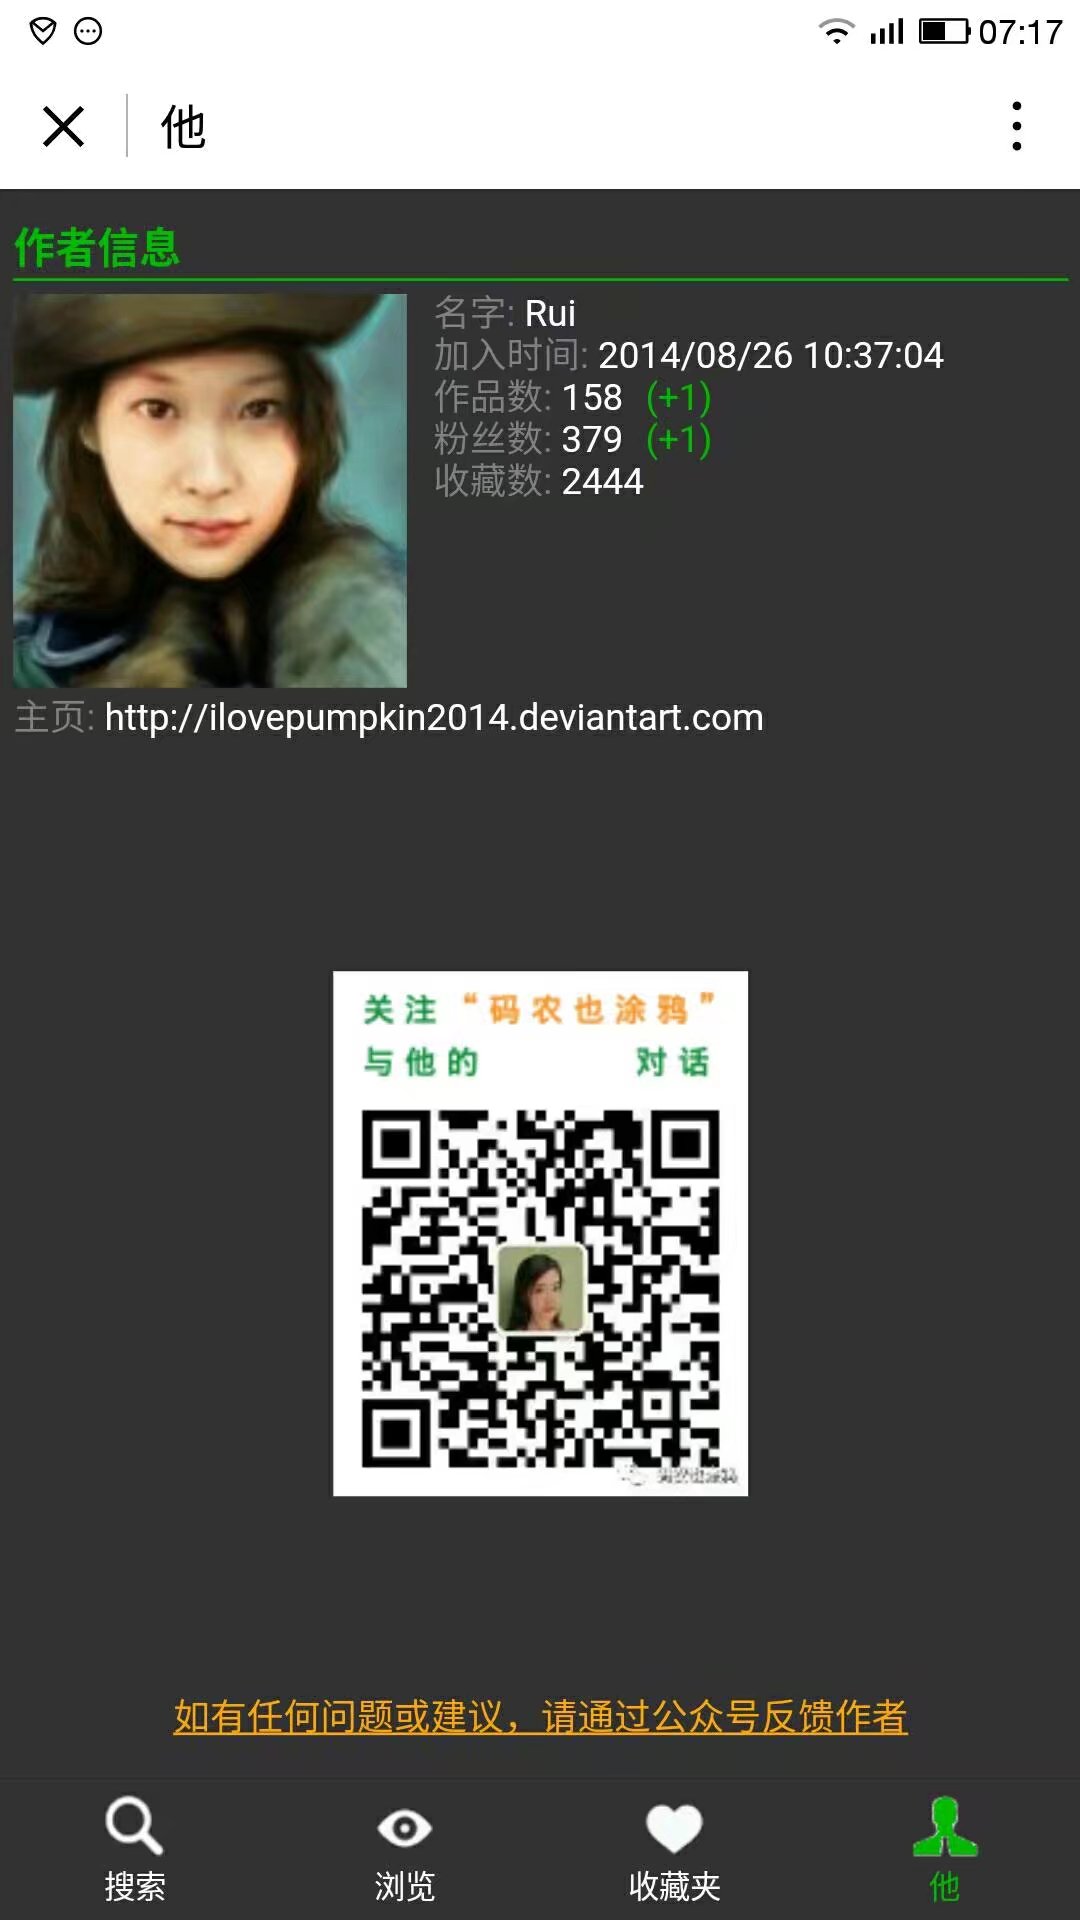 07:17
他
作者信息
名字: Rui
加入时间: 2014/08/26 10:37:04
作品数: 158 (+1)
粉丝数: 379 (+1)
收藏数: 2444
主页: http://ilovepumpkin2014.deviantart.com
关注“码农也涂鸦”
与他的 对话
如有任何问题或建议，请通过公众号反馈作者
搜索
浏览
收藏夹
他